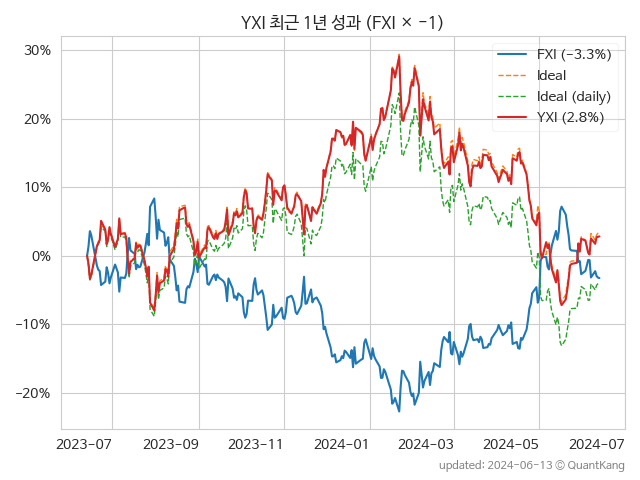 YXI 최근 1년 성과 (FXI × -1)
30%
20%
10%
0%
−10%
−20%
FXI (−3.3%)
Ideal
Ideal (daily)
YXI (2.8%)
2023-07
2023-09
2023-11
2024-01
2024-03
2024-05
2024-07
updated: 2024-06-13 ⓒ QuantKang